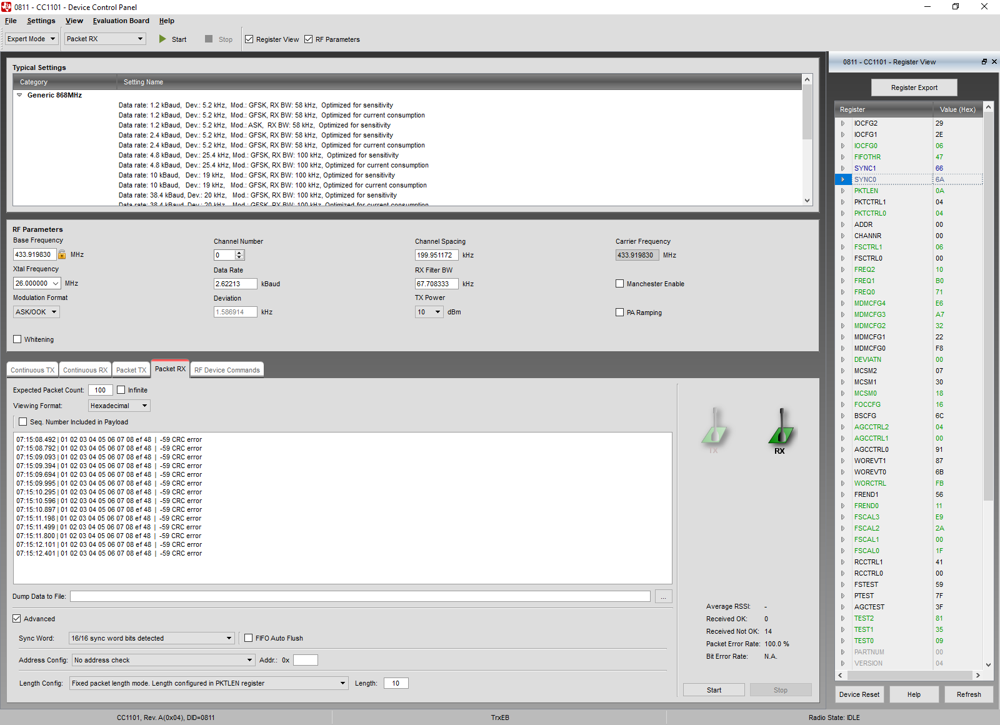 0811 - CC1101 - Device Control Panel
File Settings View Evaluation Board Help
Expert Mode Packet RX Start Stop Register View RF Parameters
Typical Settings
Category Setting Name
Generic 868MHz
Data rate: 1.2 kBaud, Dev.: 5.2 kHz, Mod.: GFSK, RX BW: 58 kHz, Optimized for sensitivity
Data rate: 1.2 kBaud, Dev.: 5.2 kHz, Mod.: GFSK, RX BW: 58 kHz, Optimized for current consumption
Data rate: 1.2 kBaud, Dev.: 5.2 kHz, Mod.: ASK, RX BW: 58 kHz, Optimized for sensitivity
Data rate: 2.4 kBaud, Dev.: 5.2 kHz, Mod.: GFSK, RX BW: 58 kHz, Optimized for sensitivity
Data rate: 2.4 kBaud, Dev.: 5.2 kHz, Mod.: GFSK, RX BW: 58 kHz, Optimized for current consumption
Data rate: 4.8 kBaud, Dev.: 25.4 kHz, Mod.: GFSK, RX BW: 100 kHz, Optimized for sensitivity
Data rate: 4.8 kBaud, Dev.: 25.4 kHz, Mod.: GFSK, RX BW: 100 kHz, Optimized for current consumption
Data rate: 10 kBaud, Dev.: 19 kHz, Mod.: GFSK, RX BW: 100 kHz, Optimized for sensitivity
Data rate: 10 kBaud, Dev.: 19 kHz, Mod.: GFSK, RX BW: 100 kHz, Optimized for current consumption
Data rate: 38.4 kBaud, Dev.: 20 kHz, Mod.: GFSK, RX BW: 100 kHz, Optimized for sensitivity
Data rate: 38.4 kBaud, Dev.: 20 kHz, Mod.: GFSK, RX BW: 100 kHz, Optimized for current consumption
RF Parameters
Base Frequency Channel Number Channel Spacing Carrier Frequency
433.919830 MHz 0 199.951172 kHz 433.919830 MHz
Xtal Frequency Data Rate RX Filter BW
26.000000 MHz 2.62213 kBaud 67.708333 kHz Manchester Enable
Modulation Format Deviation TX Power
ASK/OOK 1.586914 kHz 10 dBm PA Ramping
Whitening
Continuous TX Continuous RX Packet TX Packet RX RF Device Commands
Expected Packet Count: 100 Infinite
Viewing Format: Hexadecimal
Seq. Number Included in Payload
07:15:08.492 | 01 02 03 04 05 06 07 08 ef 48 | -59 CRC error
07:15:08.792 | 01 02 03 04 05 06 07 08 ef 48 | -59 CRC error
07:15:09.093 | 01 02 03 04 05 06 07 08 ef 48 | -59 CRC error
07:15:09.394 | 01 02 03 04 05 06 07 08 ef 48 | -59 CRC error
07:15:09.694 | 01 02 03 04 05 06 07 08 ef 48 | -59 CRC error
07:15:09.995 | 01 02 03 04 05 06 07 08 ef 48 | -59 CRC error
07:15:10.295 | 01 02 03 04 05 06 07 08 ef 48 | -59 CRC error
07:15:10.596 | 01 02 03 04 05 06 07 08 ef 48 | -59 CRC error
07:15:10.897 | 01 02 03 04 05 06 07 08 ef 48 | -59 CRC error
07:15:11.198 | 01 02 03 04 05 06 07 08 ef 48 | -59 CRC error
07:15:11.499 | 01 02 03 04 05 06 07 08 ef 48 | -59 CRC error
07:15:11.800 | 01 02 03 04 05 06 07 08 ef 48 | -59 CRC error
07:15:12.101 | 01 02 03 04 05 06 07 08 ef 48 | -59 CRC error
07:15:12.401 | 01 02 03 04 05 06 07 08 ef 48 | -59 CRC error
TX RX
Dump Data to File: ...
Advanced
Sync Word: 16/16 sync word bits detected FIFO Auto Flush
Address Config: No address check Addr.: 0x
Length Config: Fixed packet length mode. Length configured in PKTLEN register Length: 10
Average RSSI: -
Received OK: 0
Received Not OK: 14
Packet Error Rate: 100.0 %
Bit Error Rate: N.A.
Start Stop
0811 - CC1101 - Register View
Register Export
Register Value (Hex)
IOCFG2 29
IOCFG1 2E
IOCFG0 06
FIFOTHR 47
SYNC1 66
SYNC0 6A
PKTLEN 0A
PKTCTRL1 04
PKTCTRL0 04
ADDR 00
CHANNR 00
FSCTRL1 06
FSCTRL0 00
FREQ2 10
FREQ1 B0
FREQ0 71
MDMCFG4 E6
MDMCFG3 A7
MDMCFG2 32
MDMCFG1 22
MDMCFG0 F8
DEVIATN 00
MCSM2 07
MCSM1 30
MCSM0 18
FOCCFG 16
BSCFG 6C
AGCCTRL2 04
AGCCTRL1 00
AGCCTRL0 91
WOREVT1 87
WOREVT0 6B
WORCTRL FB
FREND1 56
FREND0 11
FSCAL3 E9
FSCAL2 2A
FSCAL1 00
FSCAL0 1F
RCCTRL1 41
RCCTRL0 00
FSTEST 59
PTEST 7F
AGCTEST 3F
TEST2 81
TEST1 35
TEST0 09
PARTNUM 00
VERSION 04
Device Reset Help Refresh
CC1101, Rev. A(0x04), DID=0811 TrxEB Radio State: IDLE